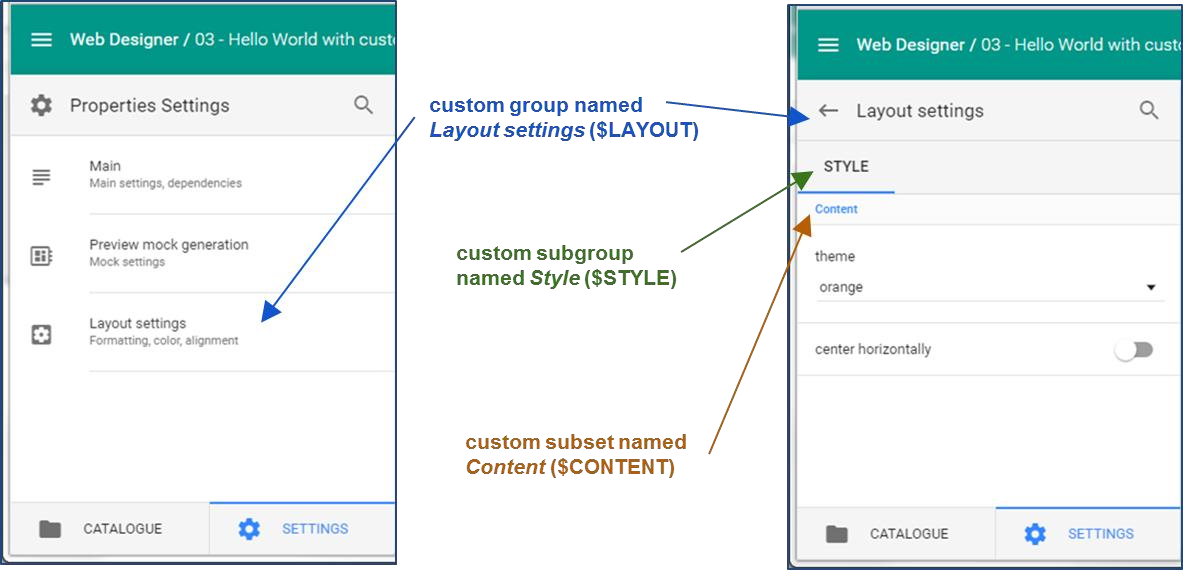 Web Designer / 03 - Hello World with custo
Properties Settings
Main
Main settings, dependencies
Preview mock generation
Mock settings
Layout settings
Formatting, color, alignment
CATALOGUE
SETTINGS
custom group named
Layout settings ($LAYOUT)
custom subgroup
named Style ($STYLE)
custom subset named
Content ($CONTENT)
Web Designer / 03 - Hello World with custo
Layout settings
STYLE
Content
theme
orange
center horizontally
CATALOGUE
SETTINGS